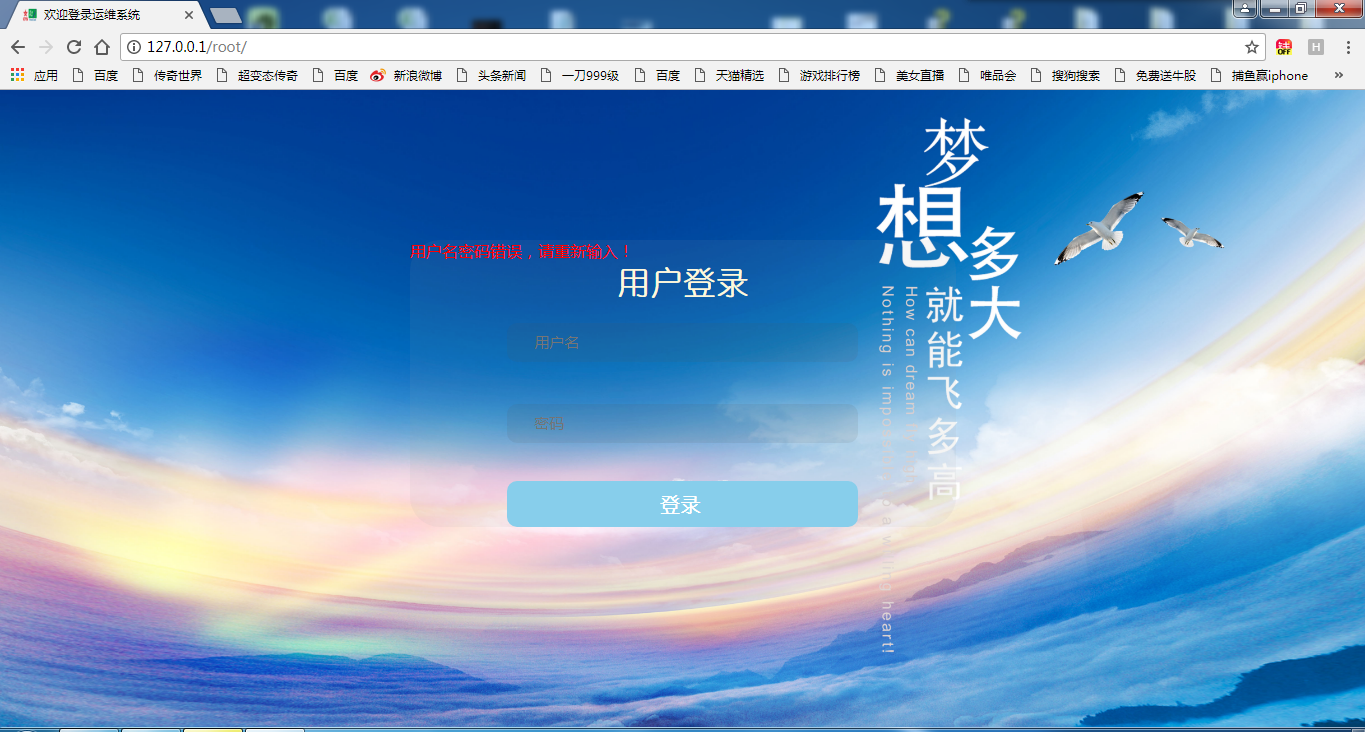 欢迎登录运维系统
127.0.0.1/root/
应用 百度 传奇世界 超变态传奇 百度 新浪微博 头条新闻 一刀999级 百度 天猫精选 游戏排行榜 美女直播 唯品会 搜狗搜索 免费送牛股 捕鱼赢iphone »
用户名密码错误，请重新输入！
用户登录
用户名
密码
登录
梦
想
多
大
就能飞多高
How can dream
Nothing is impossible to a willing heart!
OFF
H